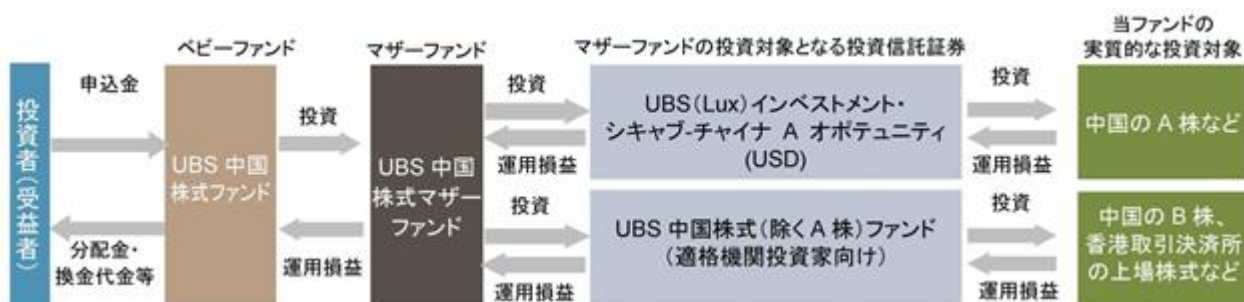 当ファンドの
実質的な投資対象
ベビーファンド
マザーファンド
マザーファンドの投資対象となる投資信託証券
投資者(受益者)
申込金
分配金・
換金代金等
UBS 中国
株式ファンド
投資
運用損益
UBS 中国
株式マザー
ファンド
投資
運用損益
UBS(Lux)インベストメント・
シキャブ-チャイナ A オポテュニティ
(USD)
投資
運用損益
中国の A 株など
投資
運用損益
UBS 中国株式(除く A 株)ファンド
(適格機関投資家向け)
投資
運用損益
中国の B 株、
香港取引決済所
の上場株式など